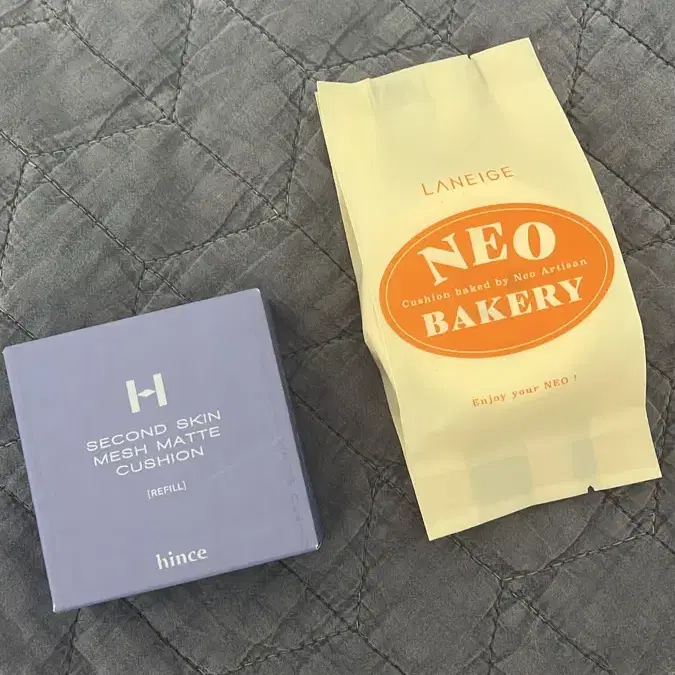 H
SECOND SKIN
MESH MATTE
CUSHION
[REFILL]
hince
LANEIGE
NEO
Cushion baked by Neo Artisan
BAKERY
Enjoy your NEO !